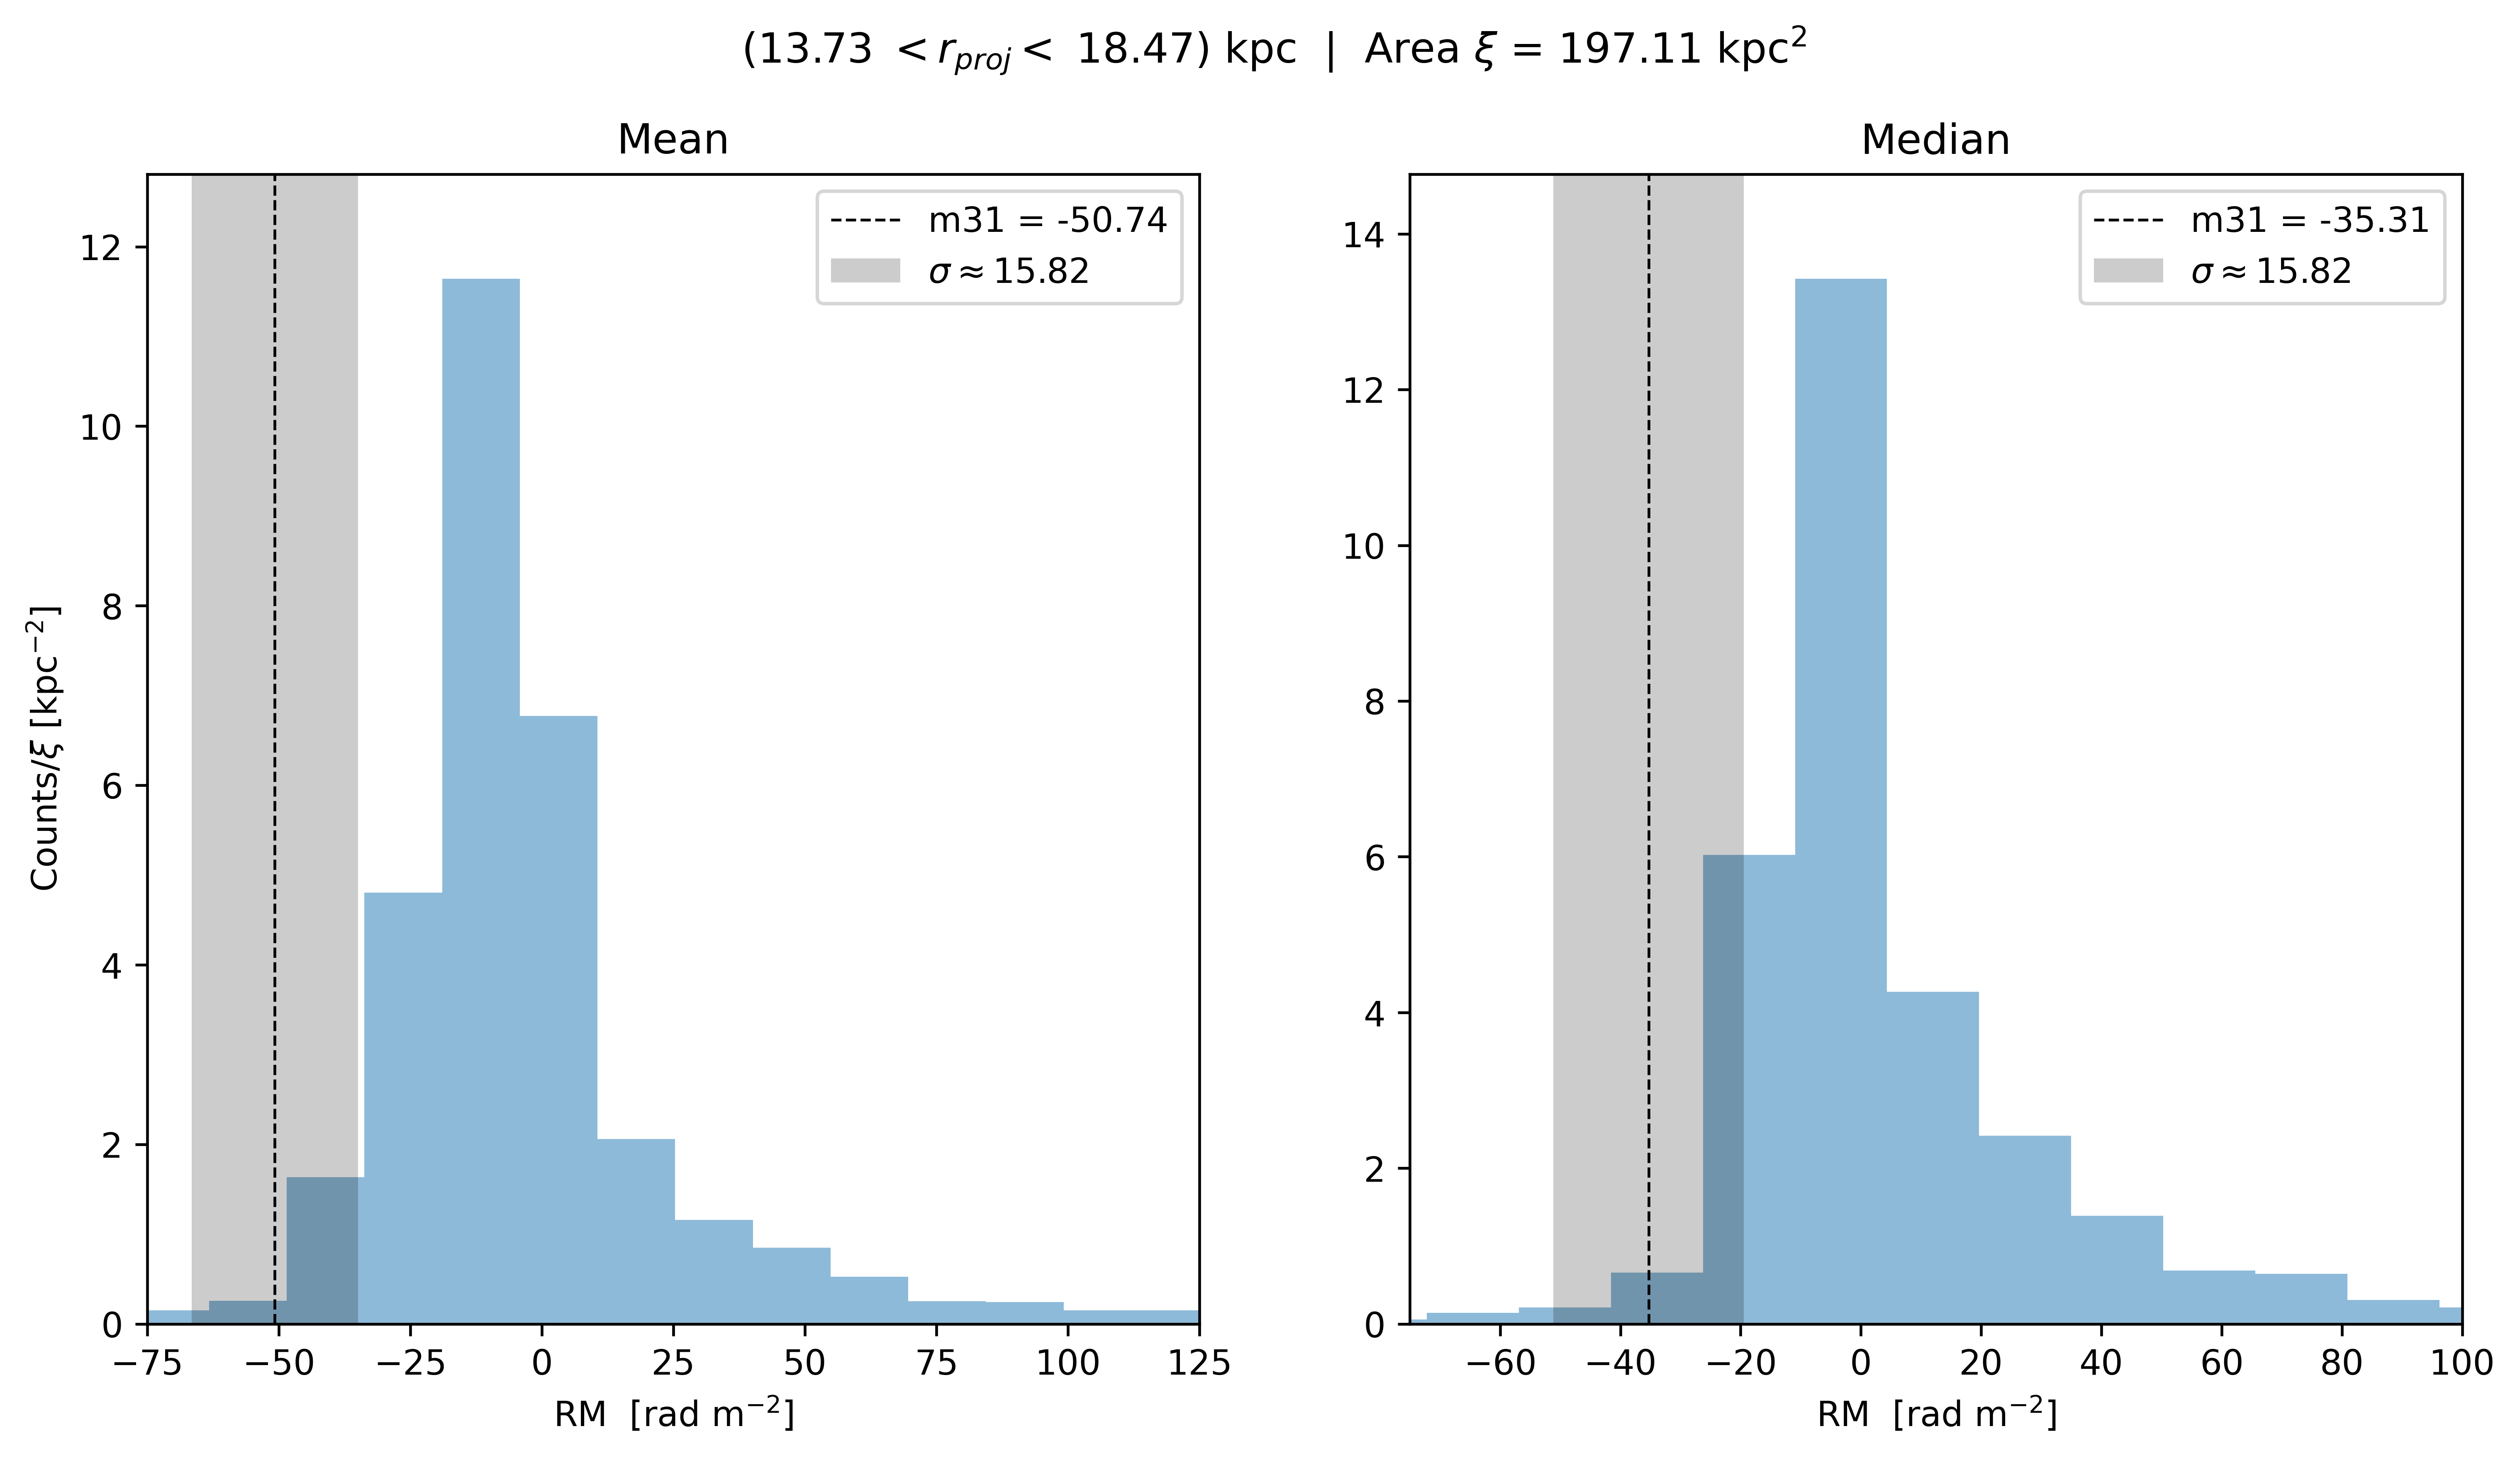 (13.73 < r_proj < 18.47) kpc | Area ξ = 197.11 kpc²
Mean
m31 = -50.74
σ ≈ 15.82
12
10
8
6
4
2
0
Counts/ξ [kpc⁻²]
−75 −50 −25 0 25 50 75 100 125
RM [rad m⁻²]
Median
m31 = -35.31
σ ≈ 15.82
14
12
10
8
6
4
2
0
−60 −40 −20 0 20 40 60 80 100
RM [rad m⁻²]